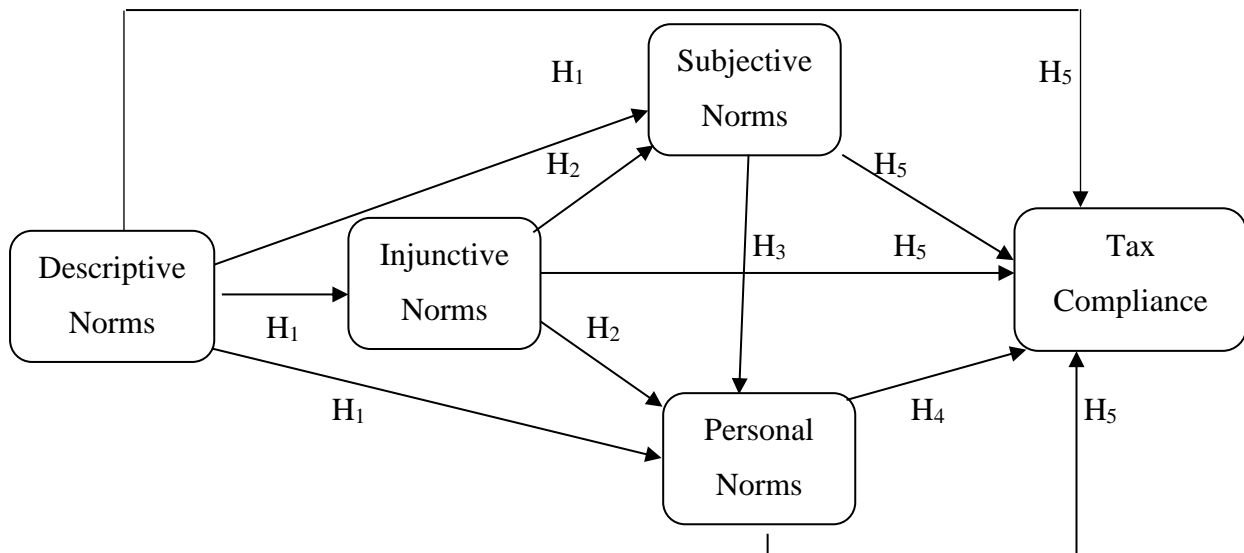 H₁
H₅
Subjective
Norms
H₂
H₅
Descriptive
Norms
Injunctive
Norms
H₃
H₅
Tax
Compliance
H₁
H₂
H₁
H₄
H₅
Personal
Norms